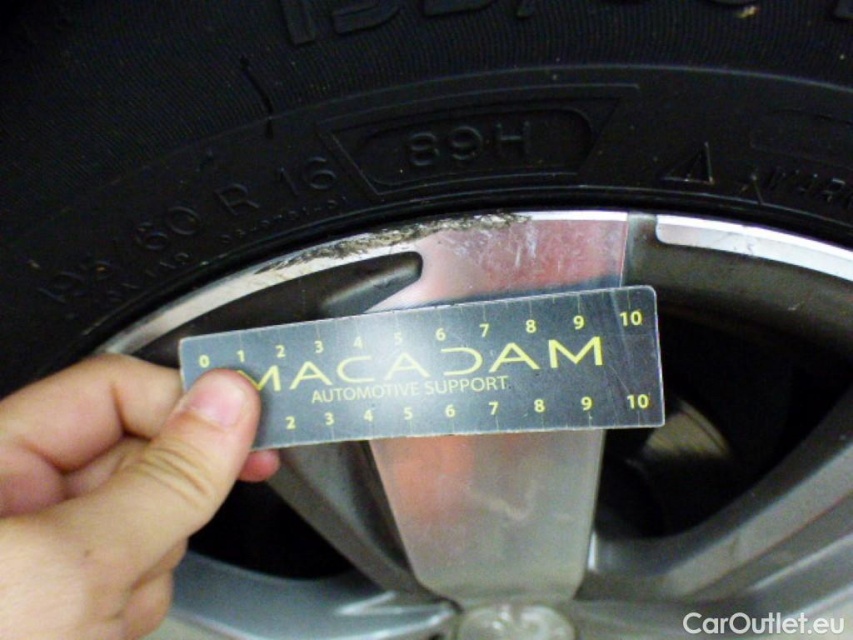 89H
/60 R 16
0 1 2 3 4 5 6 7 8 9 10
MACADAM
AUTOMOTIVE SUPPORT
2 3 4 5 6 7 8 9 10
CarOutlet.eu